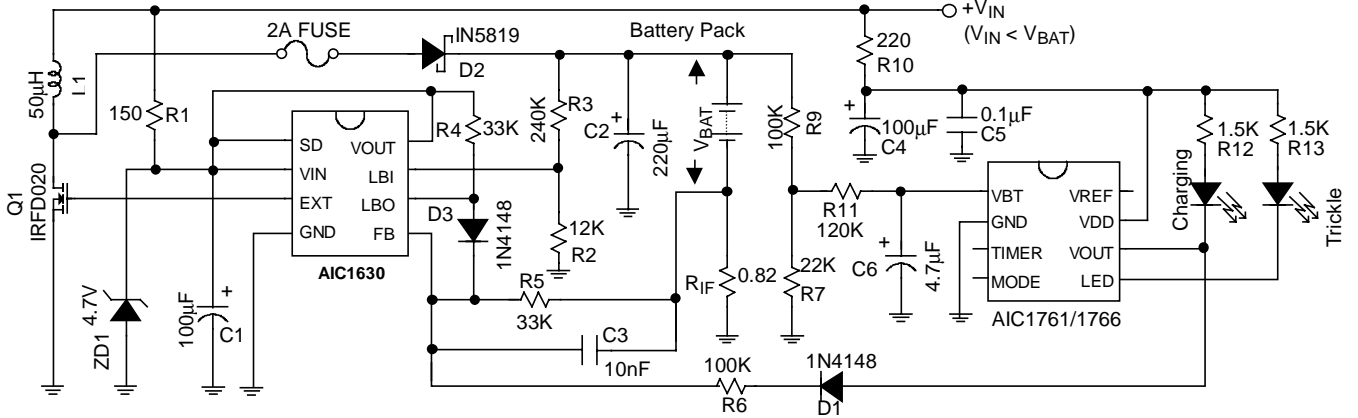 +VIN
(VIN < VBAT)
2A FUSE
IN5819
D2
Battery Pack
220
R10
50µH
L1
150
R1
R4
33K
R3
240K
C2
+
220µF
VBAT
100K
R9
+
100µF
C4
0.1µF
C5
1.5K
R12
1.5K
R13
SD
VIN
EXT
GND
VOUT
LBI
LBO
FB
AIC1630
Q1
IRFD020
D3
1N4148
12K
R2
R11
120K
VBT
GND
TIMER
MODE
VREF
VDD
VOUT
LED
AIC1761/1766
Charging
Trickle
4.7V
ZD1
100µF
+
C1
R5
33K
RIF
0.82
22K
R7
C6
+
4.7µF
C3
10nF
100K
R6
1N4148
D1